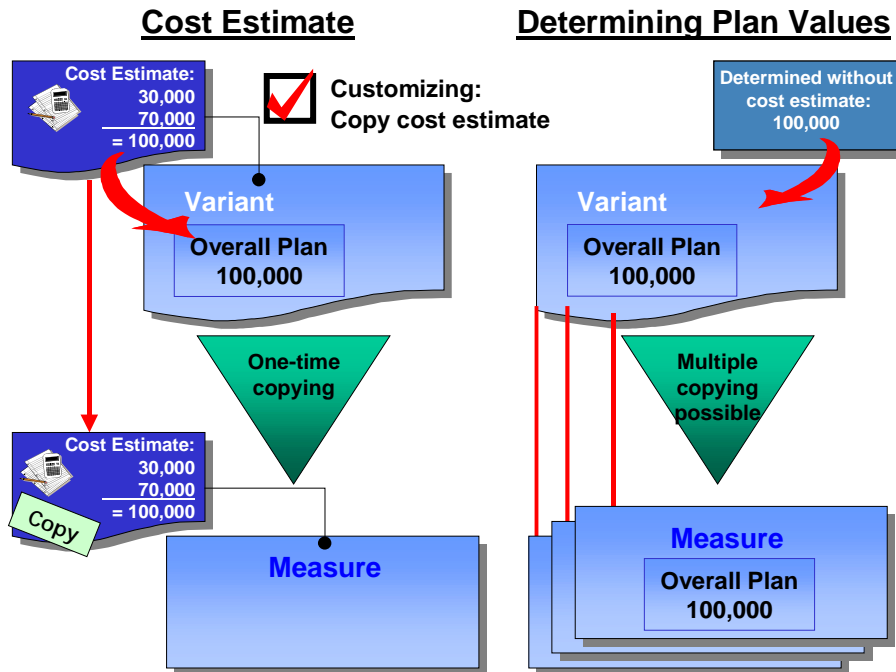 Cost Estimate
Cost Estimate:
30,000
70,000
= 100,000
Customizing:
Copy cost estimate
Variant
Overall Plan
100,000
One-time
copying
Cost Estimate:
30,000
70,000
= 100,000
Copy
Measure
Determining Plan Values
Determined without
cost estimate:
100,000
Variant
Overall Plan
100,000
Multiple
copying
possible
Measure
Overall Plan
100,000